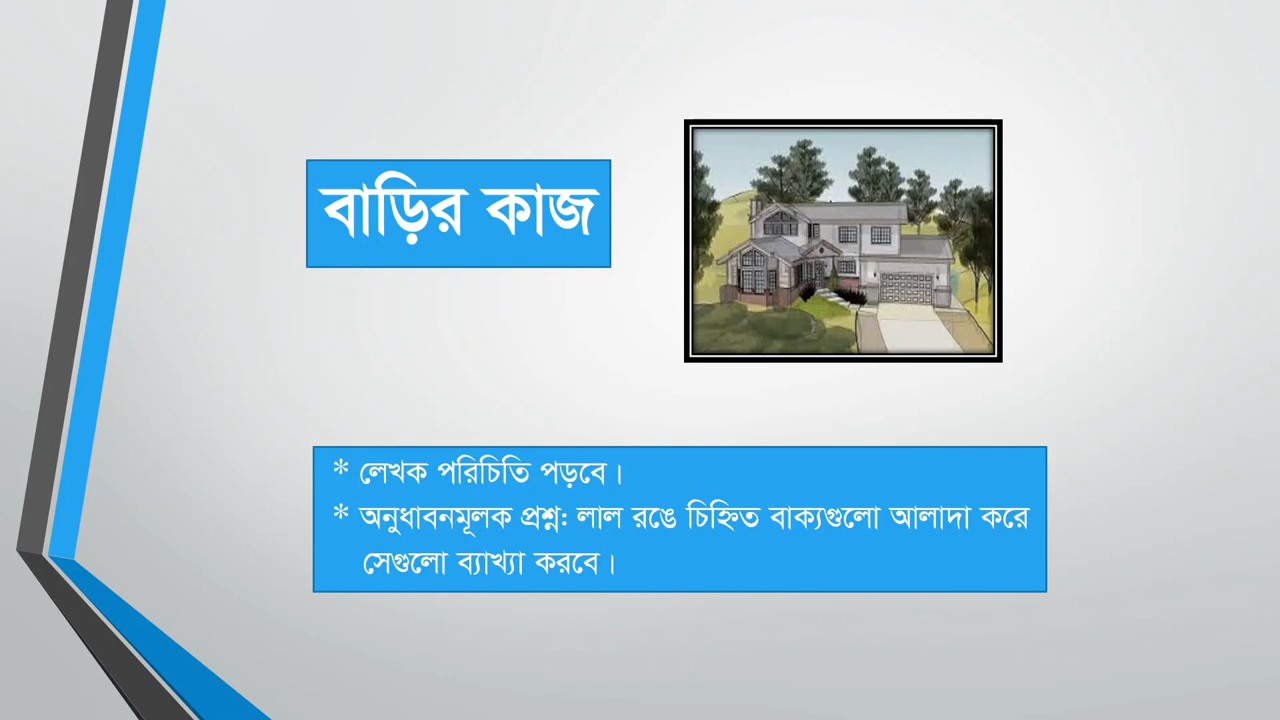 বাড়ির কাজ
* লেখক পরিচিতি পড়বে।
* অনুধাবনমূলক প্রশ্ন: লাল রঙে চিহ্নিত বাক্যগুলো আলাদা করে
সেগুলো ব্যাখ্যা করবে।